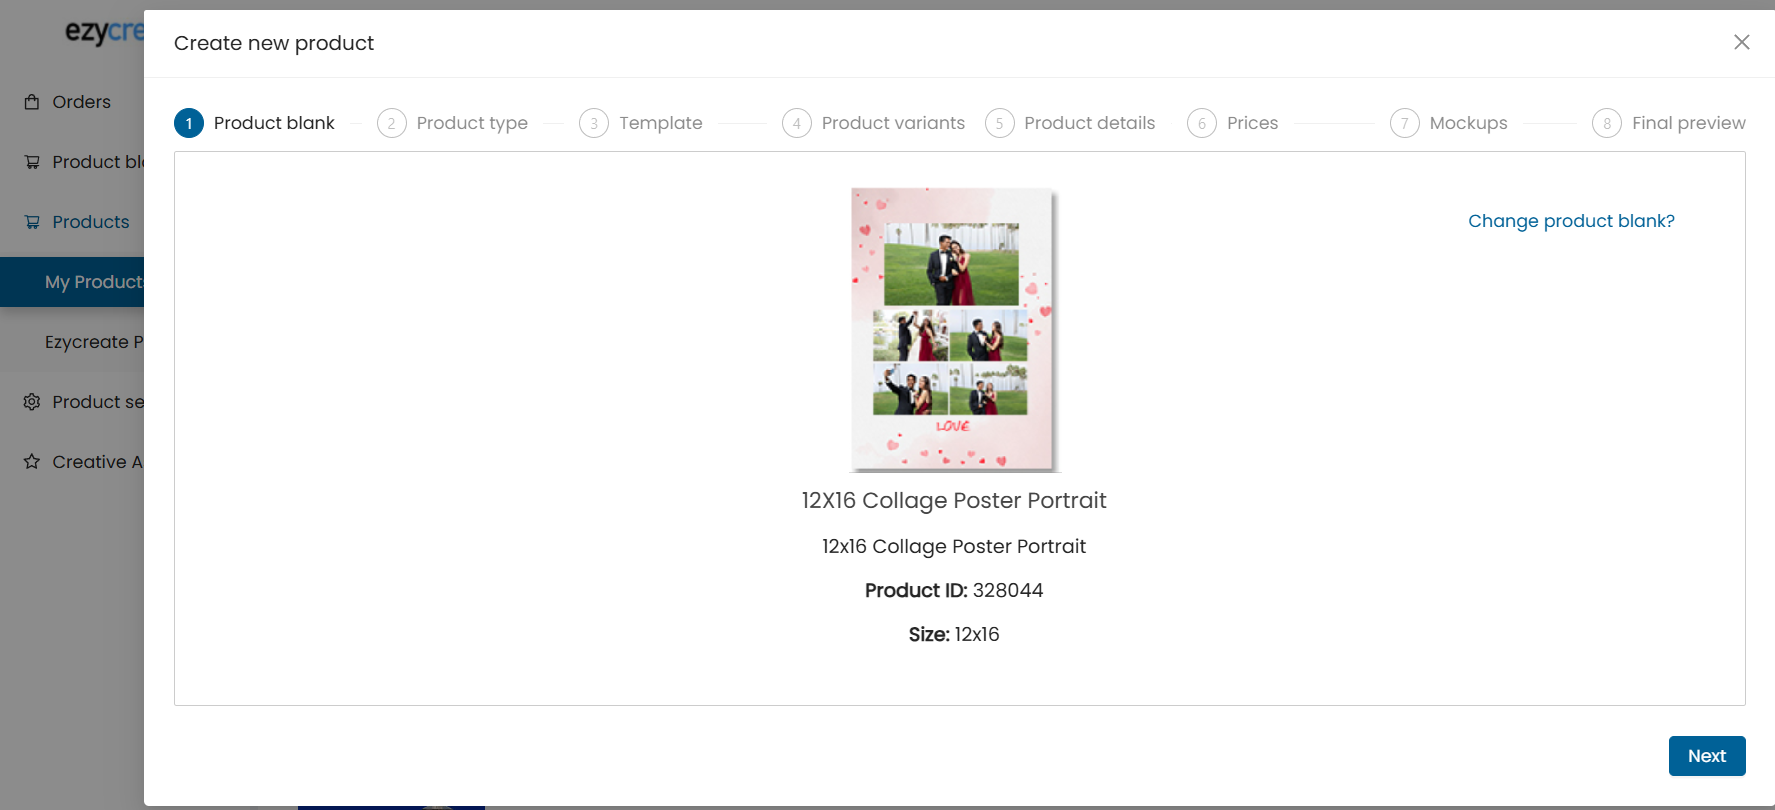 ezycre
Create new product
Orders
Product bl
Products
My Products
Ezycreate P
Product se
Creative A
1 Product blank
2 Product type
3 Template
4 Product variants
5 Product details
6 Prices
7 Mockups
8 Final preview
Change product blank?
LOVE
12X16 Collage Poster Portrait
12x16 Collage Poster Portrait
Product ID: 328044
Size: 12x16
Next